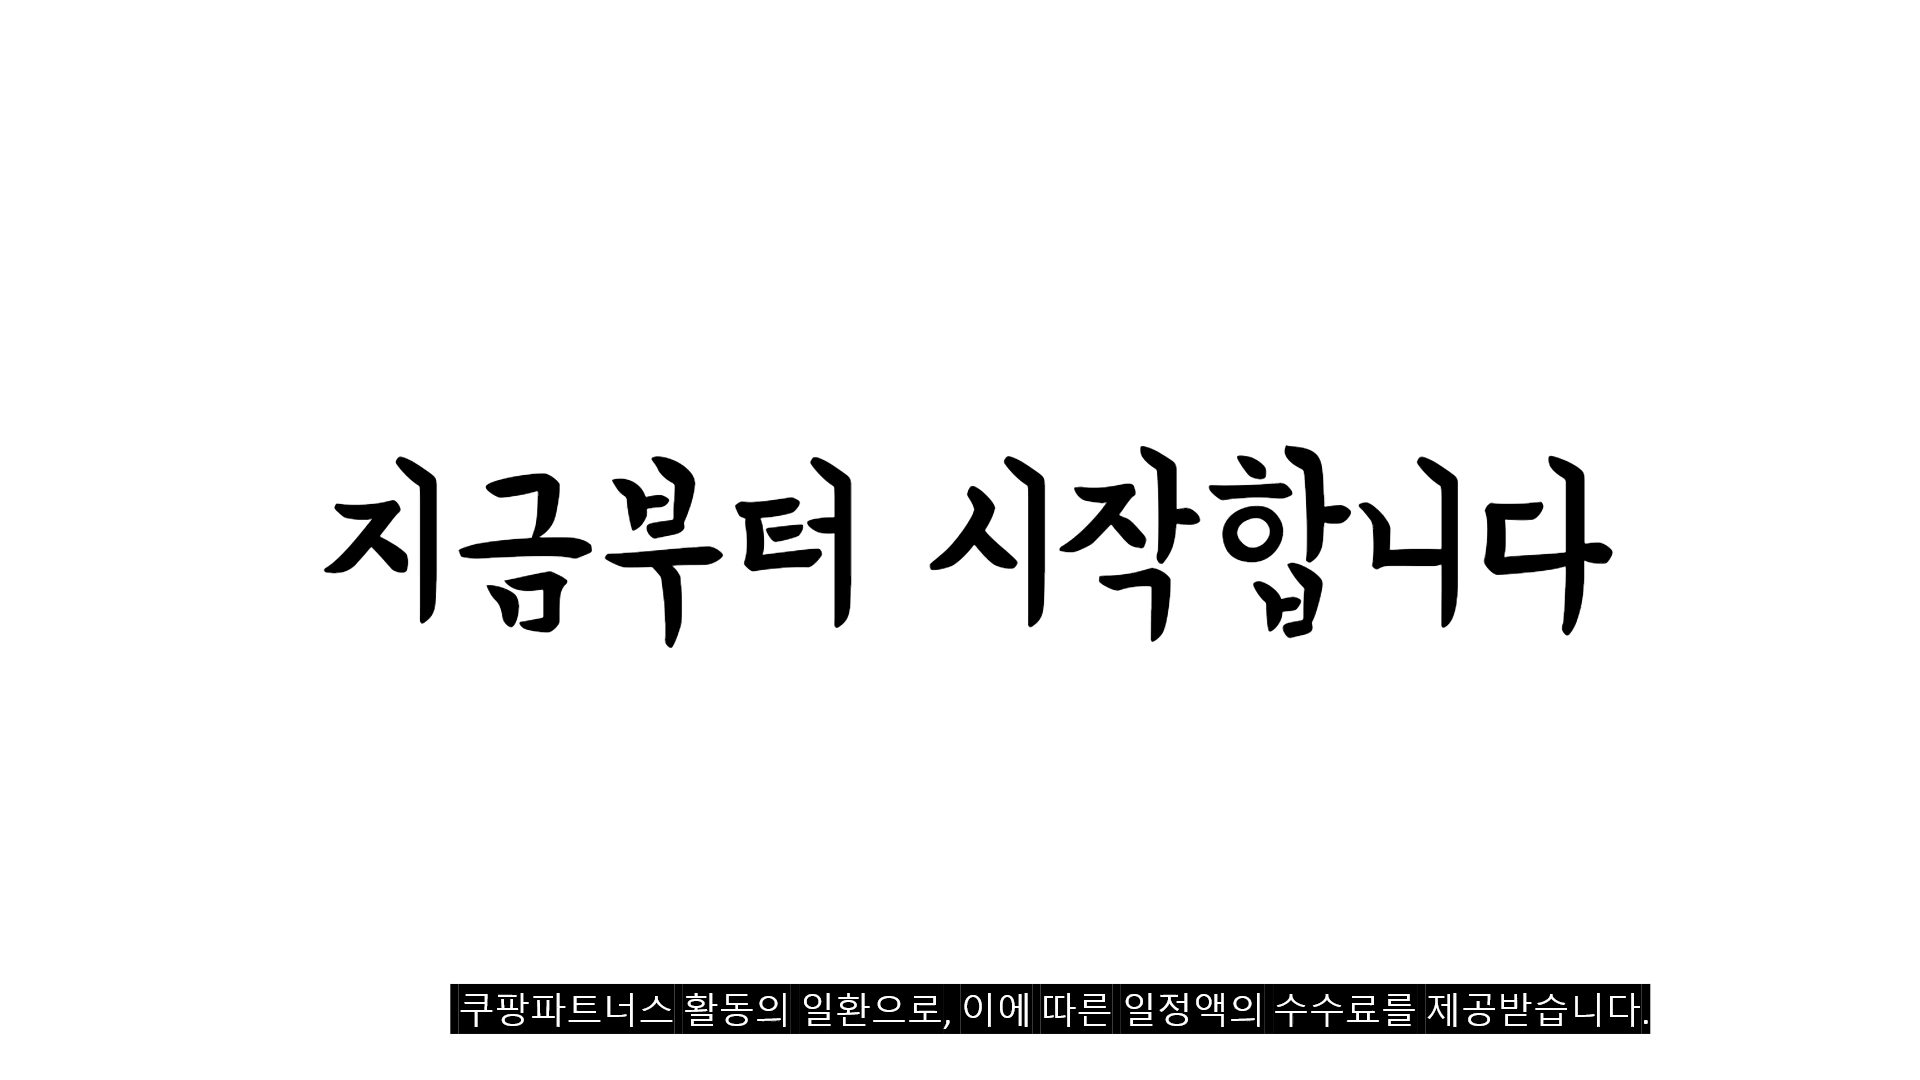 지금부터 시작합니다
쿠팡파트너스 활동의 일환으로, 이에 따른 일정액의 수수료를 제공받습니다.